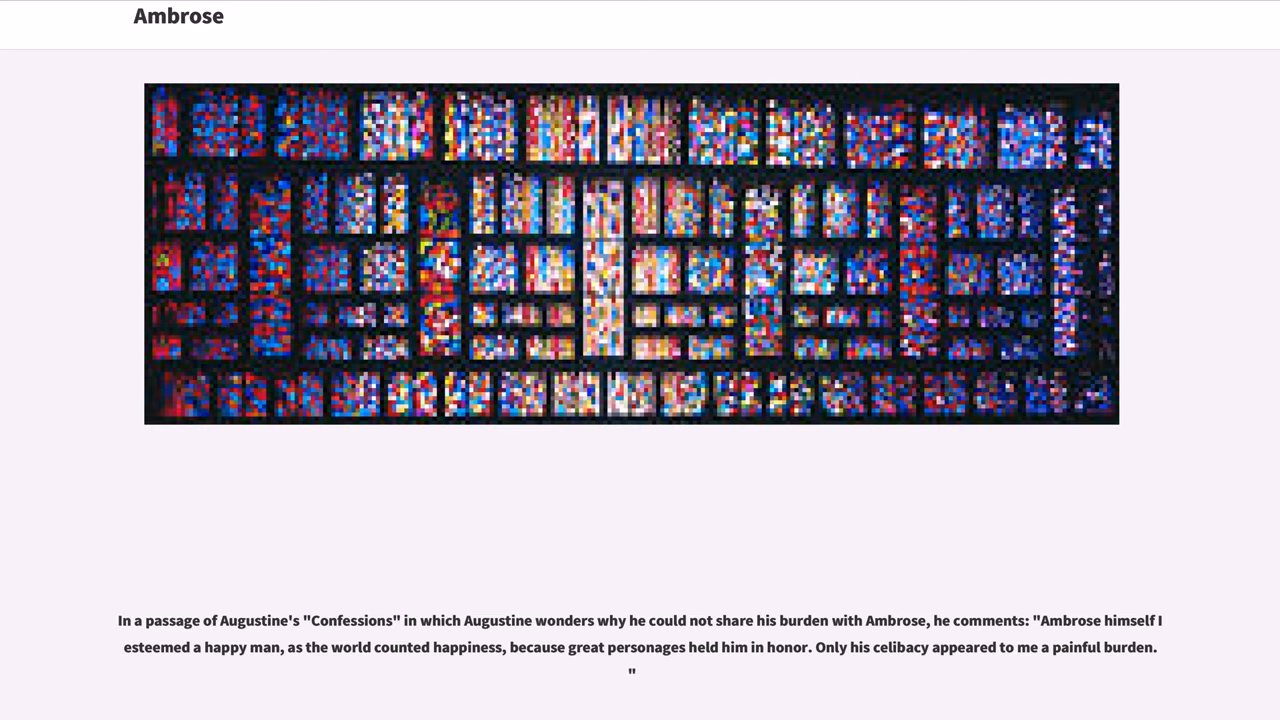 Ambrose
In a passage of Augustine's "Confessions" in which Augustine wonders why he could not share his burden with Ambrose, he comments: "Ambrose himself I
esteemed a happy man, as the world counted happiness, because great personages held him in honor. Only his celibacy appeared to me a painful burden.
"